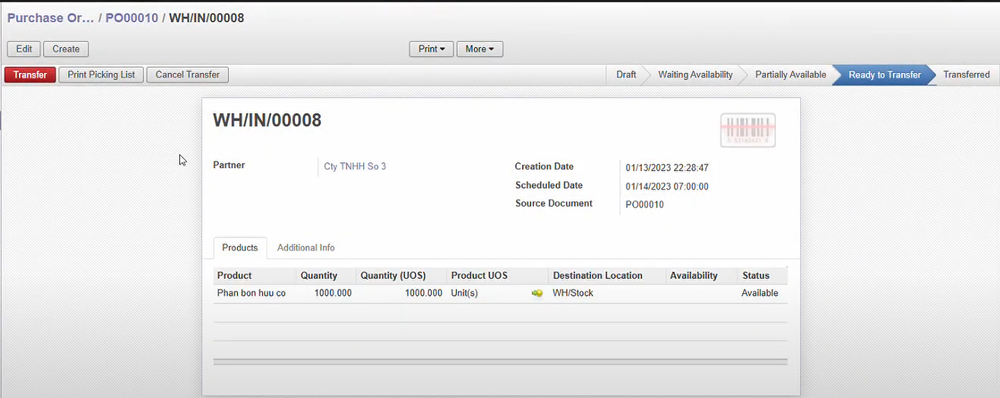 Purchase Or... / PO00010 / WH/IN/00008
Edit Create Print More
Transfer Print Picking List Cancel Transfer Draft Waiting Availability Partially Available Ready to Transfer Transferred
WH/IN/00008
Partner Cty TNHH So 3
Creation Date 01/13/2023 22:28:47
Scheduled Date 01/14/2023 07:00:00
Source Document PO00010
Products Additional Info
Product Quantity Quantity (UOS) Product UOS Destination Location Availability Status
Phan bon huu co 1000.000 1000.000 Unit(s) WH/Stock Available